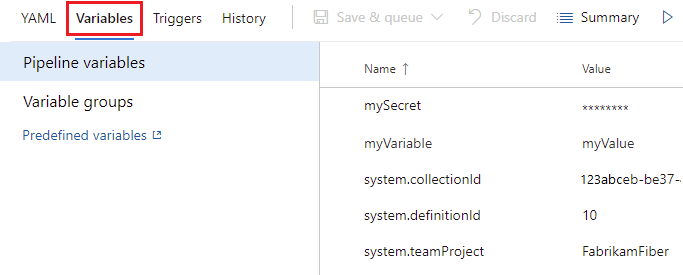 YAML Variables Triggers History Save & queue Discard Summary
Pipeline variables
Variable groups
Predefined variables
Name Value
mySecret ********
myVariable myValue
system.collectionId 123abceb-be37-
system.definitionId 10
system.teamProject FabrikamFiber